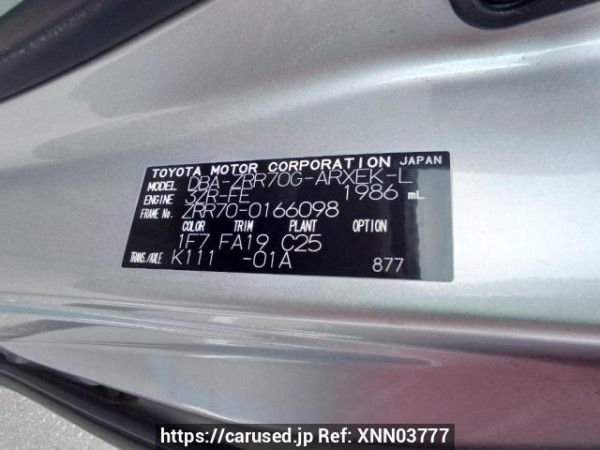 TOYOTA MOTOR CORPORATION JAPAN
MODEL DBA-ZRR70G-ARXEK-L
ENGINE 3ZR-FE 1986 mL
FRAME No. ZRR70-0166098
COLOR TRIM PLANT OPTION
1F7 FA19 C25
TRANS./AXLE K111 -01A 877
https://carused.jp Ref: XNN03777